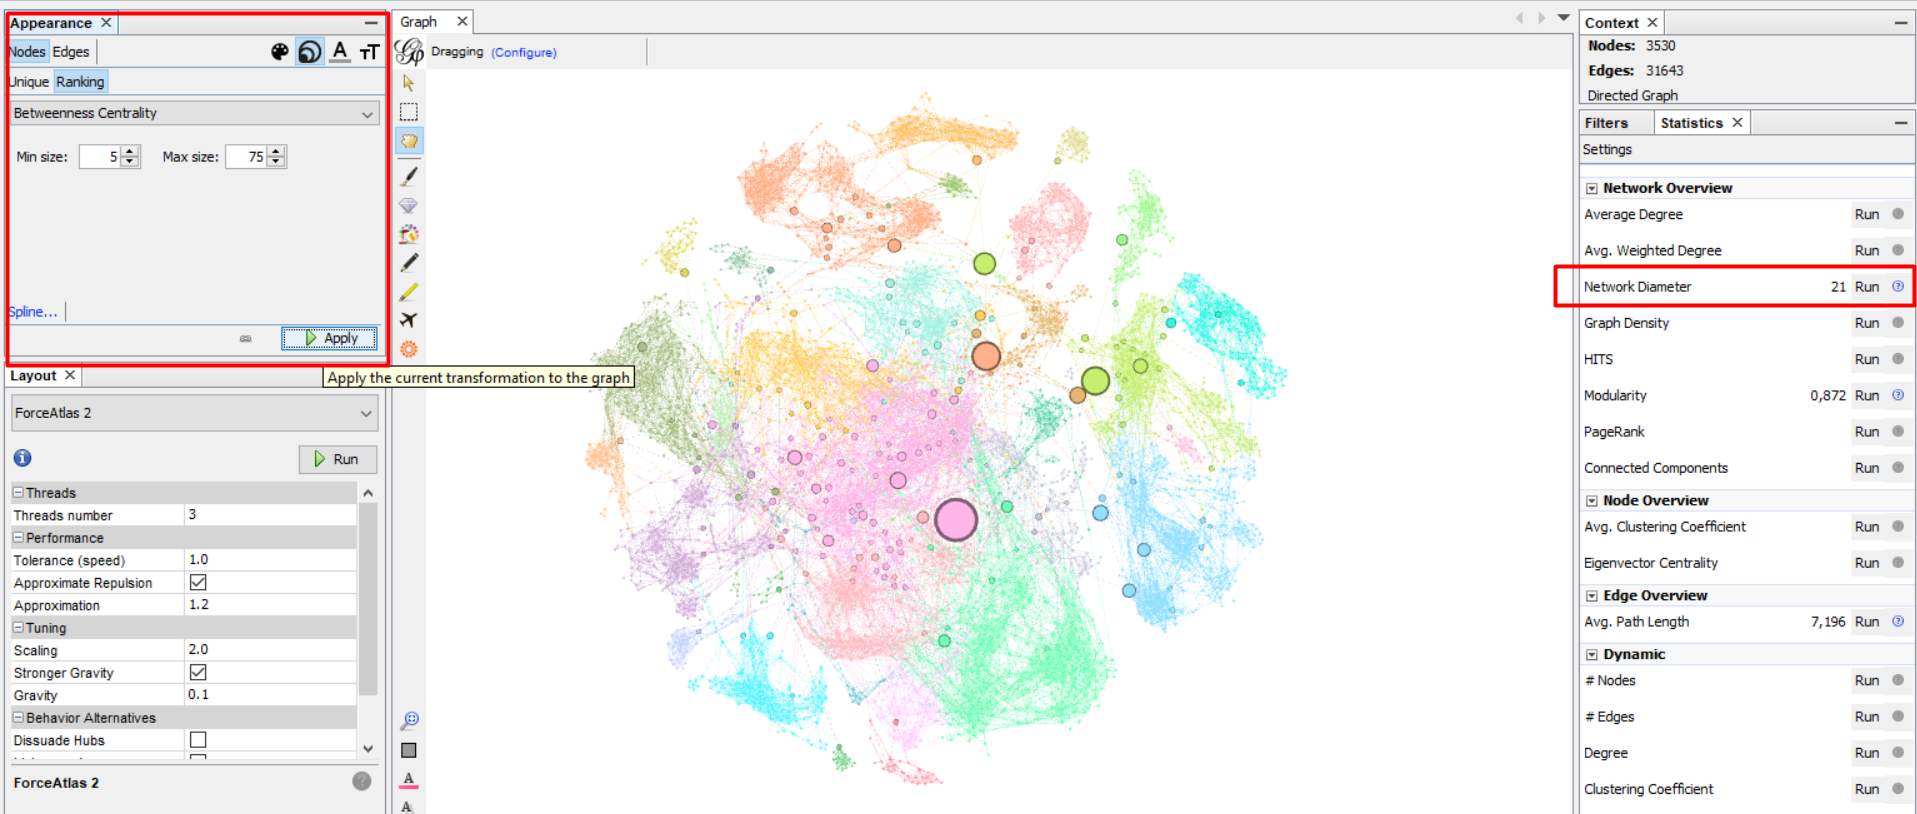 Appearance
Nodes Edges
A TT
Unique Ranking
Betweenness Centrality
Min size: 5 Max size: 75
Spline...
Apply
Apply the current transformation to the graph
Layout
ForceAtlas 2
Run
Threads
Threads number 3
Performance
Tolerance (speed) 1.0
Approximate Repulsion
Approximation 1.2
Tuning
Scaling 2.0
Stronger Gravity
Gravity 0.1
Behavior Alternatives
Dissuade Hubs
ForceAtlas 2
Graph
Dragging (Configure)
A
A
Context
Nodes: 3530
Edges: 31643
Directed Graph
Filters Statistics
Settings
Network Overview
Average Degree Run
Avg. Weighted Degree Run
Network Diameter 21 Run
Graph Density Run
HITS Run
Modularity 0,872 Run
PageRank Run
Connected Components Run
Node Overview
Avg. Clustering Coefficient Run
Eigenvector Centrality Run
Edge Overview
Avg. Path Length 7,196 Run
Dynamic
# Nodes Run
# Edges Run
Degree Run
Clustering Coefficient Run